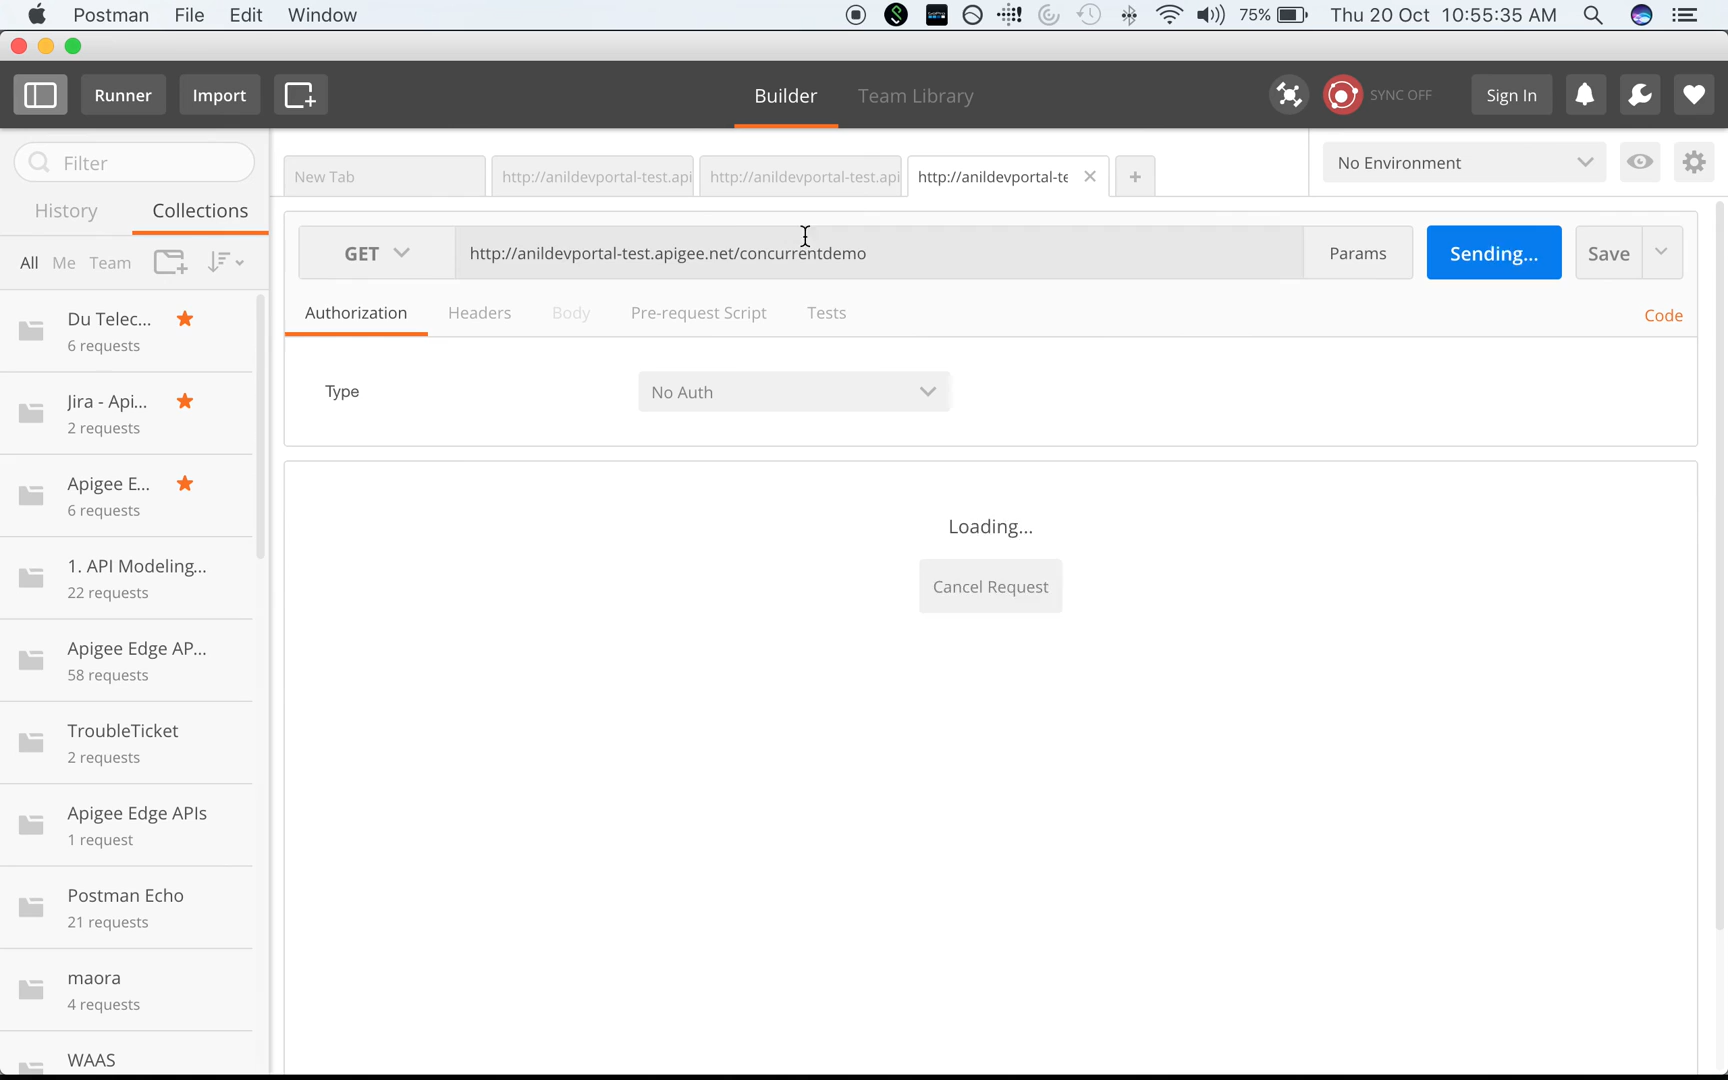 Postman File Edit Window 75% Thu 20 Oct 10:55:35 AM
Runner Import Builder Team Library SYNC OFF Sign In
Filter
New Tab http://anildevportal-test.api http://anildevportal-test.api http://anildevportal-te No Environment
History Collections
GET http://anildevportal-test.apigee.net/concurrentdemo Params Sending... Save
All Me Team
Authorization Headers Body Pre-request Script Tests Code
Du Telec...
6 requests
Type No Auth
Jira - Api...
2 requests
Apigee E...
6 requests
Loading...
Cancel Request
1. API Modeling...
22 requests
Apigee Edge AP...
58 requests
TroubleTicket
2 requests
Apigee Edge APIs
1 request
Postman Echo
21 requests
maora
4 requests
WAAS